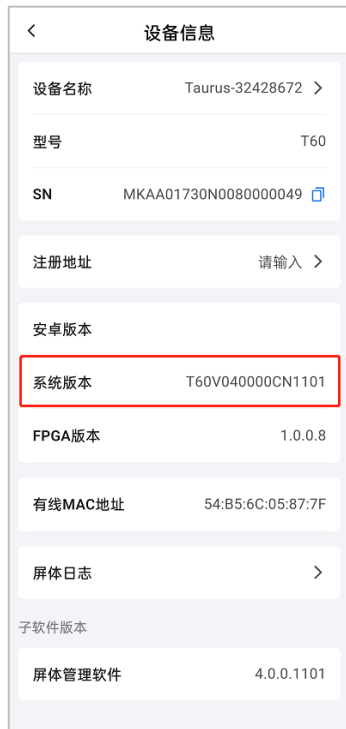 设备信息
设备名称 Taurus-32428672
型号 T60
SN MKAA01730N0080000049
注册地址 请输入
安卓版本
系统版本 T60V040000CN1101
FPGA版本 1.0.0.8
有线MAC地址 54:B5:6C:05:87:7F
屏体日志
子软件版本
屏体管理软件 4.0.0.1101